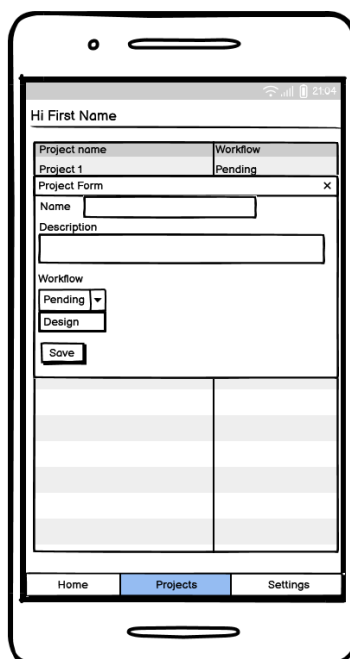 21:04
Hi First Name
Project name Workflow
Project 1 Pending
Project Form ×
Name
Description
Workflow
Pending
Design
Save
Home Projects Settings